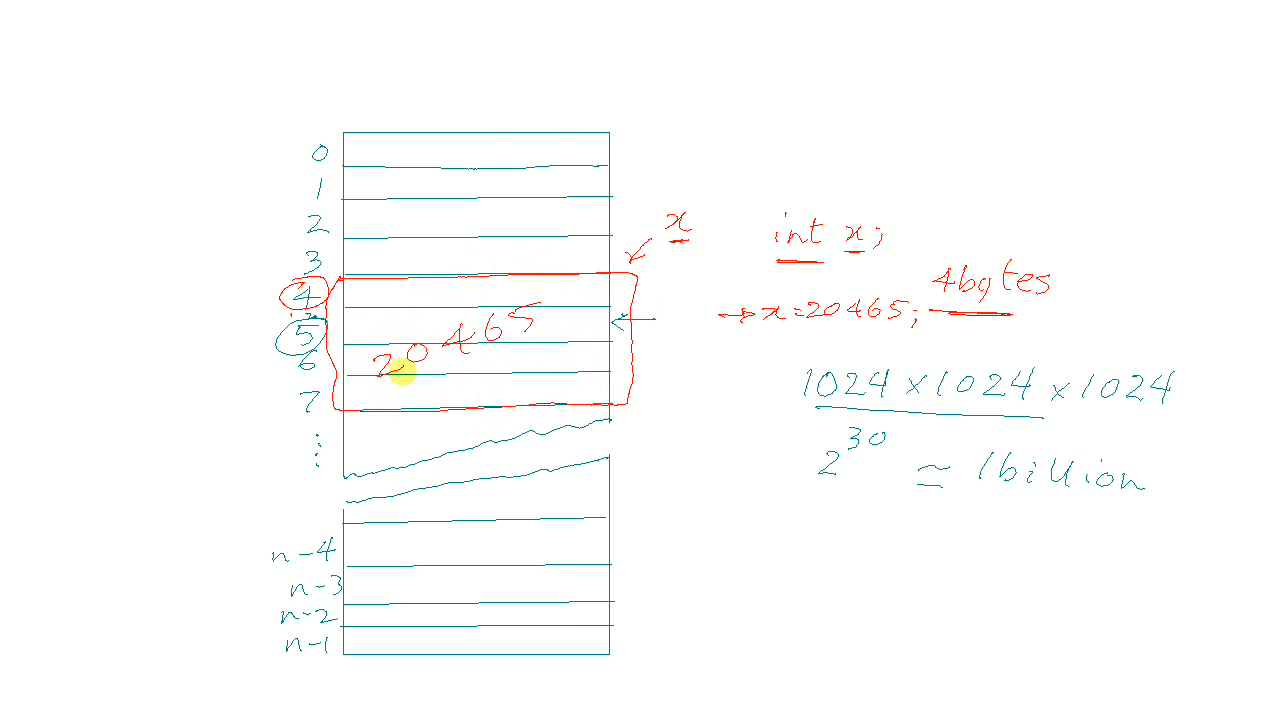 0
1
2
3
4
5
6
7
⋮
n-4
n-3
n-2
n-1
20465
x
int x;
→ x=20465;
4bytes
1024 × 1024 × 1024
2^30 ≃ 1billion